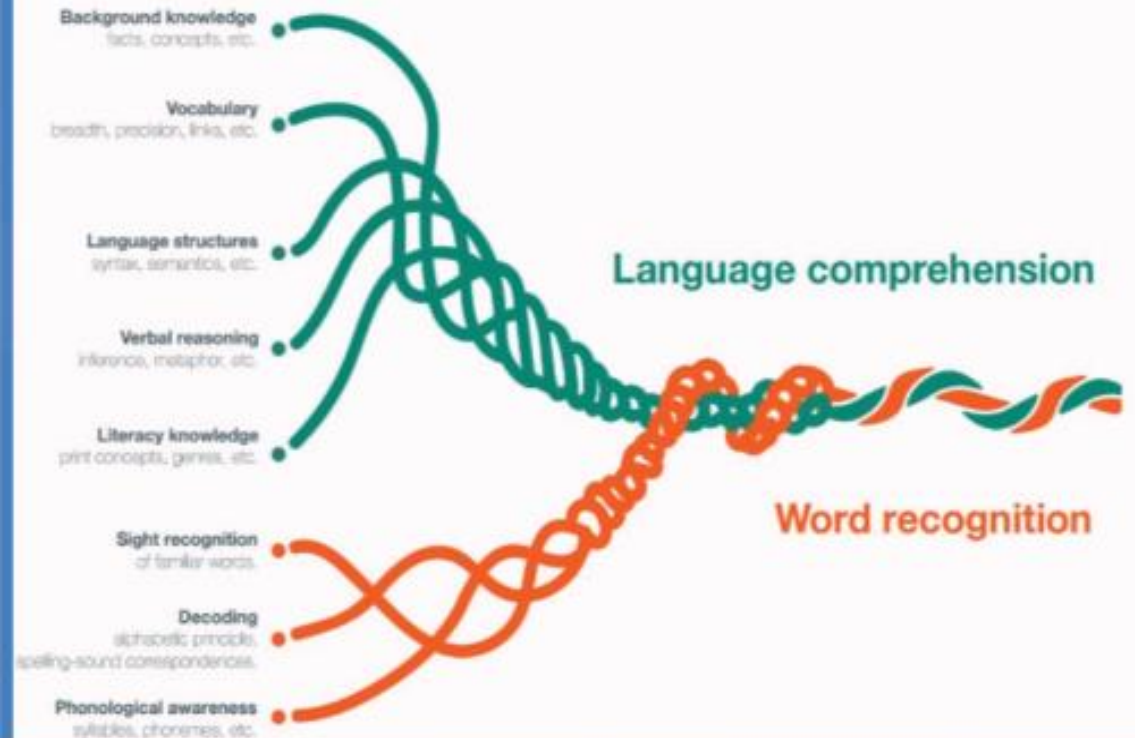 Background knowledge
facts, concepts, etc.
Vocabulary
breadth, precision, links, etc.
Language structures
syntax, semantics, etc.
Verbal reasoning
inference, metaphor, etc.
Literacy knowledge
print concepts, genres, etc.
Language comprehension
Word recognition
Sight recognition
of familiar words.
Decoding
alphabetic principle,
spelling-sound correspondences.
Phonological awareness
syllables, phonemes, etc.